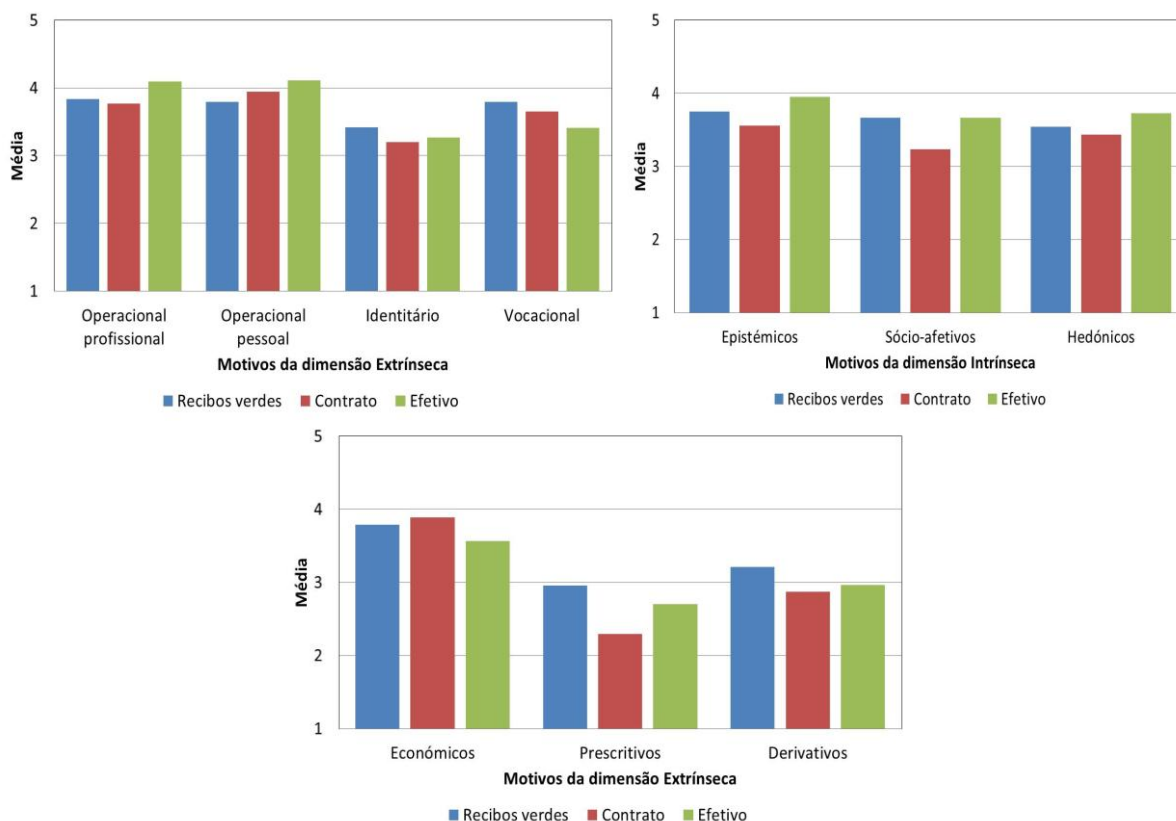 5
4
3
2
1
Média
Operacional profissional
Operacional pessoal
Identitário
Vocacional
Motivos da dimensão Extrínseca
Recibos verdes Contrato Efetivo
5
4
3
2
1
Média
Epistémicos
Sócio-afetivos
Hedónicos
Motivos da dimensão Intrínseca
Recibos verdes Contrato Efetivo
5
4
3
2
1
Média
Económicos
Prescritivos
Derivativos
Motivos da dimensão Extrínseca
Recibos verdes Contrato Efetivo